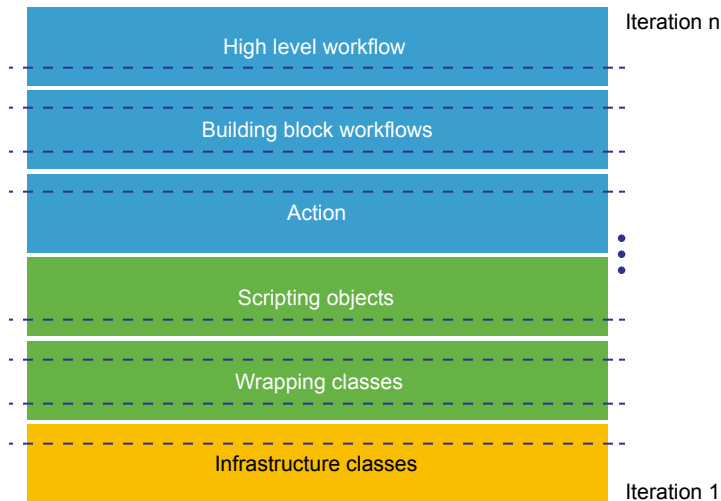 Iteration n
High level workflow
Building block workflows
Action
Scripting objects
Wrapping classes
Infrastructure classes
Iteration 1